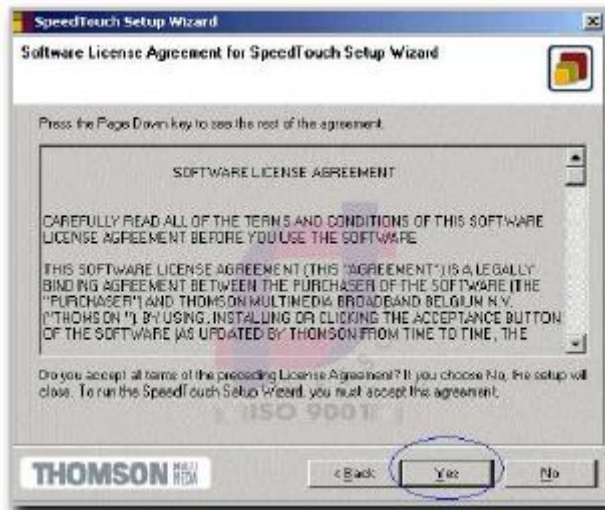 SpeedTouch Setup Wizard
Software License Agreement for SpeedTouch Setup Wizard
Press the Page Down key to see the rest of the agreement.
SOFTWARE LICENSE AGREEMENT
CAREFULLY READ ALL OF THE TERMS AND CONDITIONS OF THIS SOFTWARE
LICENSE AGREEMENT BEFORE YOU USE THE SOFTWARE
THIS SOFTWARE LICENSE AGREEMENT (THIS "AGREEMENT") IS A LEGALLY
BINDING AGREEMENT BETWEEN THE PURCHASER OF THE SOFTWARE (THE
"PURCHASER") AND THOMSON MULTIMEDIA BROADBAND BELGIUM N.V.
("THOMSON "). BY USING, INSTALLING OR CLICKING THE ACCEPTANCE BUTTON
OF THE SOFTWARE (AS UPDATED BY THOMSON FROM TIME TO TIME, THE
Do you accept all terms of the preceding License Agreement? If you choose No, the setup will
close. To run the SpeedTouch Setup Wizard, you must accept this agreement.
ISO 9001
THOMSON MULTI
MEDIA
< Back
Yes
No